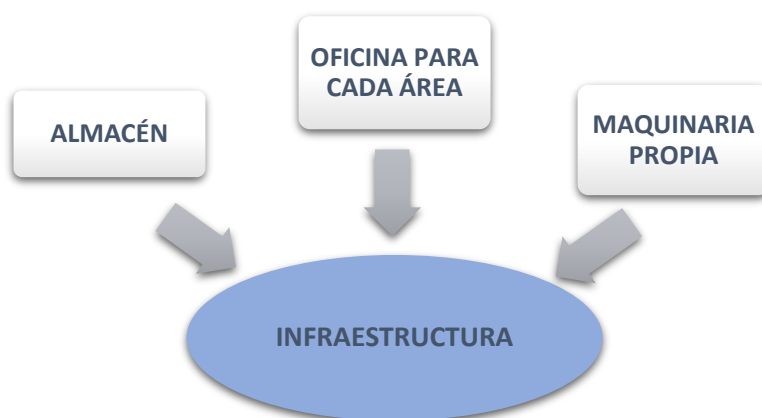 OFICINA PARA
CADA ÁREA
ALMACÉN
MAQUINARIA
PROPIA
INFRAESTRUCTURA